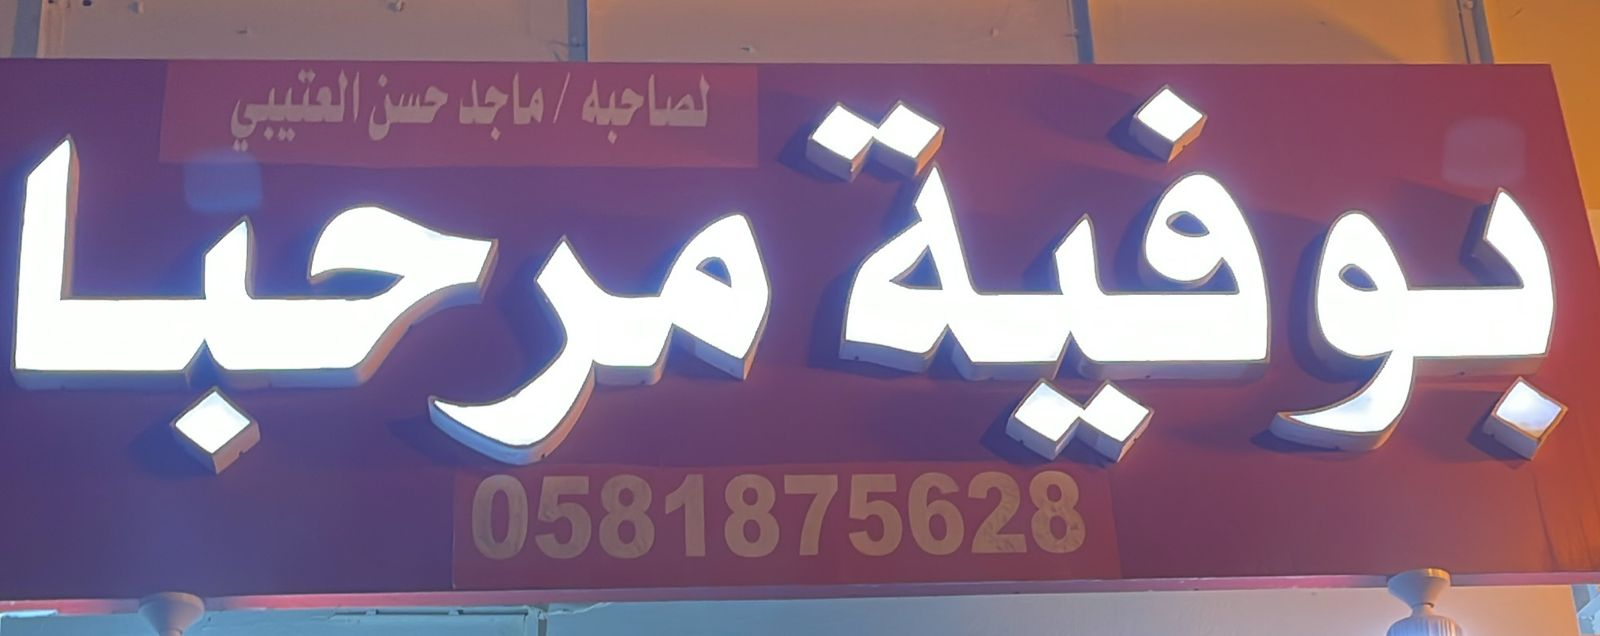 لصاحبه / ماجد حسن العتيبي
بوفية مرحبا
0581875628